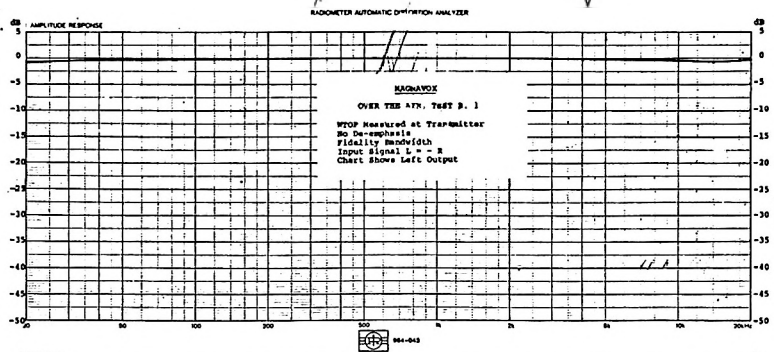 RADIOMETER AUTOMATIC DISTORTION ANALYZER
dB AMPLITUDE RESPONSE dB
5 5
0 0
-5 -5
-10 -10
-15 -15
-20 -20
-25 -25
-30 -30
-35 -35
-40 -40
-45 -45
-50 -50
MAGNAVOX
OVER THE AIR, TEST B. 1
WTOP Measured at Transmitter
No De-emphasis
Fidelity Bandwidth
Input Signal L = - R
Chart Shows Left Output
20 50 100 200 500 1k 2k 5k 10k 20kHz
984-043